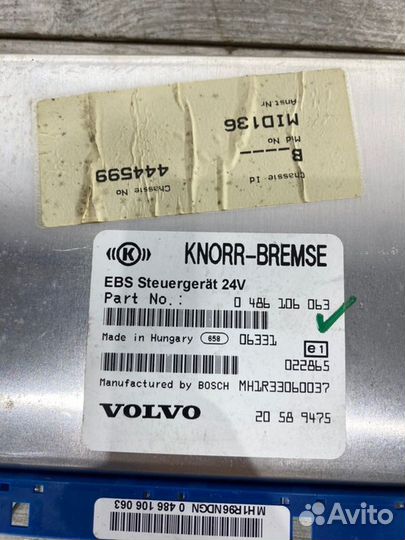 Chassie Id
B----
Mid No
MID136
Anst.Nr
Chassie No
444599
KNORR-BREMSE
EBS Steuergerät 24V
Part No.: 0 486 106 063
Made in Hungary 658 06331 e1
022865
Manufactured by BOSCH MH1R33060037
VOLVO 20 58 9475
MH1R96NDGN 0 486 106 063
Avito